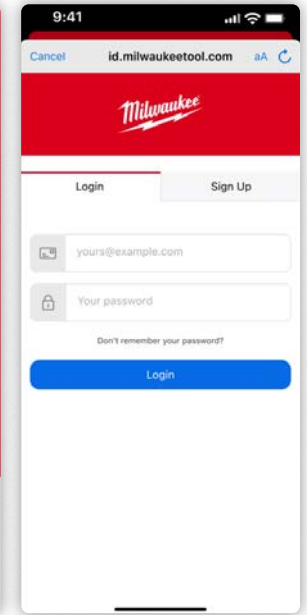 9:41
Cancel id.milwaukeetool.com aA
Milwaukee
Login Sign Up
yours@example.com
Your password
Don't remember your password?
Login